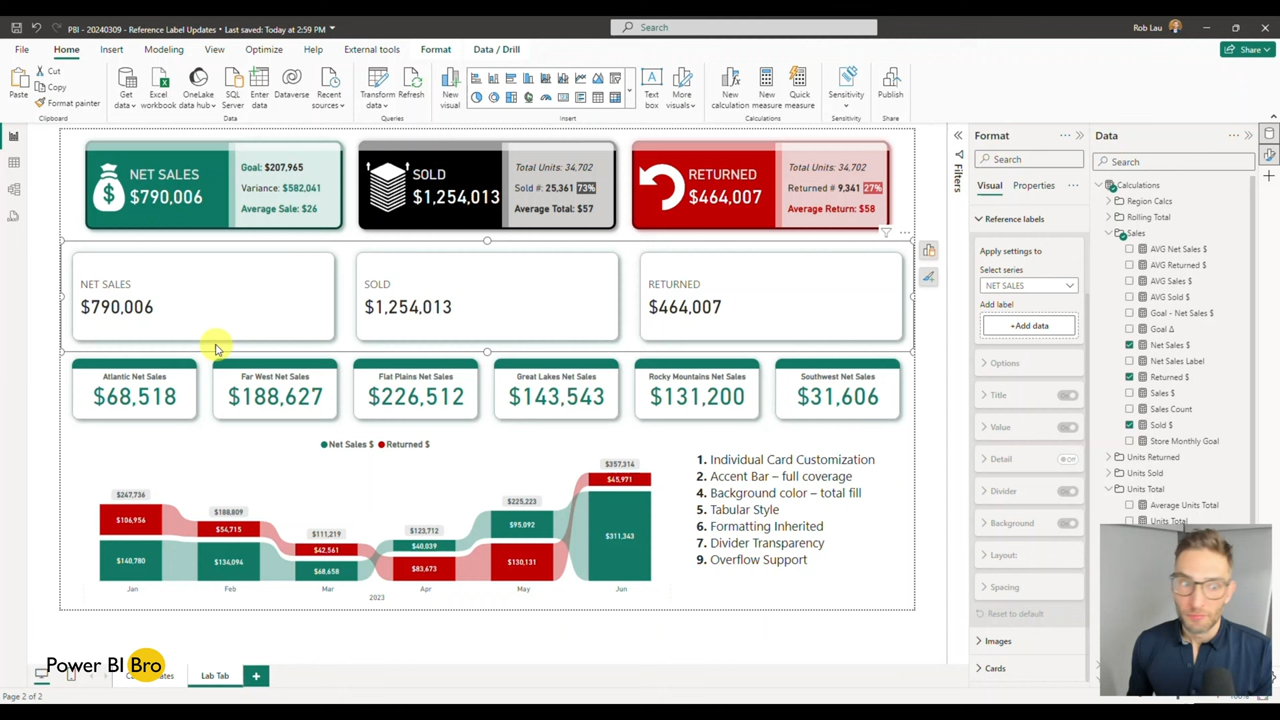 PBI - 20240309 - Reference Label Updates • Last saved: Today at 2:59 PM
Search
Rob Lau
File Home Insert Modeling View Optimize Help External tools Format Data / Drill
Share
Paste
Cut
Copy
Format painter
Clipboard
Get data
Excel workbook
OneLake data hub
SQL Server
Enter data
Dataverse
Recent sources
Data
Transform data
Refresh
Queries
New visual
Text box
More visuals
Insert
New calculation
New measure
Quick measure
Calculations
Sensitivity
Sensitivity
Publish
Share
NET SALES
$790,006
Goal: $207,965
Variance: $582,041
Average Sale: $26
SOLD
$1,254,013
Total Units: 34,702
Sold #: 25,361 73%
Average Total: $57
RETURNED
$464,007
Total Units: 34,702
Returned # 9,341 27%
Average Return: $58
NET SALES
$790,006
SOLD
$1,254,013
RETURNED
$464,007
Atlantic Net Sales
$68,518
Far West Net Sales
$188,627
Flat Plains Net Sales
$226,512
Great Lakes Net Sales
$143,543
Rocky Mountains Net Sales
$131,200
Southwest Net Sales
$31,606
Net Sales $ Returned $
$247,736
$106,956
$140,780
Jan
$188,809
$54,715
$134,094
Feb
$111,219
$42,561
$68,658
Mar
$123,712
$40,039
$83,673
Apr
$225,223
$95,092
$130,131
May
$357,314
$45,971
$311,343
Jun
2023
1. Individual Card Customization
2. Accent Bar – full coverage
4. Background color – total fill
5. Tabular Style
6. Formatting Inherited
7. Divider Transparency
9. Overflow Support
Filters
Format
Search
Visual Properties
Reference labels
Apply settings to
Select series
NET SALES
Add label
+Add data
Options
Title
Value
Detail Off
Divider
Background
Layout:
Spacing
Reset to default
Images
Cards
Data
Search
Calculations
Region Calcs
Rolling Total
Sales
AVG Net Sales $
AVG Returned $
AVG Sales $
AVG Sold $
Goal - Net Sales $
Goal Δ
Net Sales $
Net Sales Label
Returned $
Sales $
Sales Count
Sold $
Store Monthly Goal
Units Returned
Units Sold
Units Total
Average Units Total
Units Total
Power BI Bro
Lab Tab
Page 2 of 2